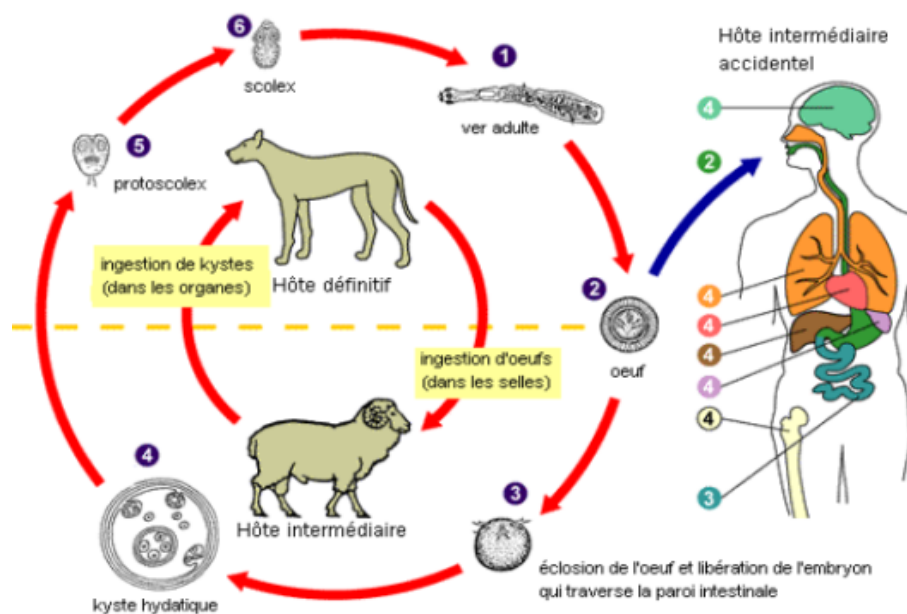 6
scolex
1
ver adulte
5
protoscolex
ingestion de kystes
(dans les organes)
Hôte définitif
2
oeuf
ingestion d'oeufs
(dans les selles)
4
kyste hydatique
Hôte intermédiaire
3
éclosion de l'oeuf et libération de l'embryon
qui traverse la paroi intestinale
Hôte intermédiaire
accidentel
4
2
4
4
4
4
4
3